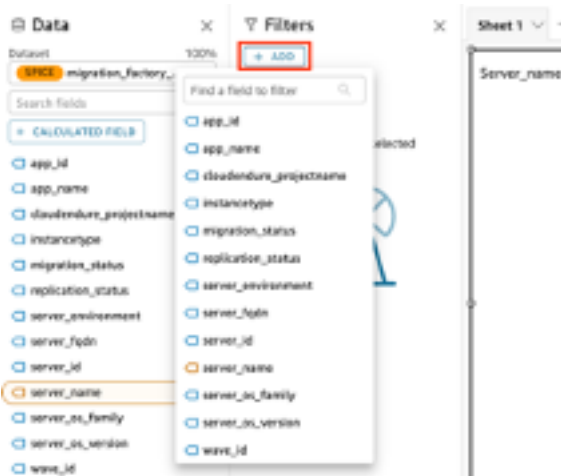 Data
Dataset
100%
SPICE migration_factory_
Search fields
+ CALCULATED FIELD
app_id
app_name
cloudendure_projectname
instancetype
migration_status
replication_status
server_environment
server_fqdn
server_id
server_name
server_os_family
server_os_version
wave_id
Filters
+ ADD
Find a field to filter
app_id
app_name
cloudendure_projectname
instancetype
migration_status
replication_status
server_environment
server_fqdn
server_id
server_name
server_os_family
server_os_version
wave_id
elected
Sheet 1
Server_name